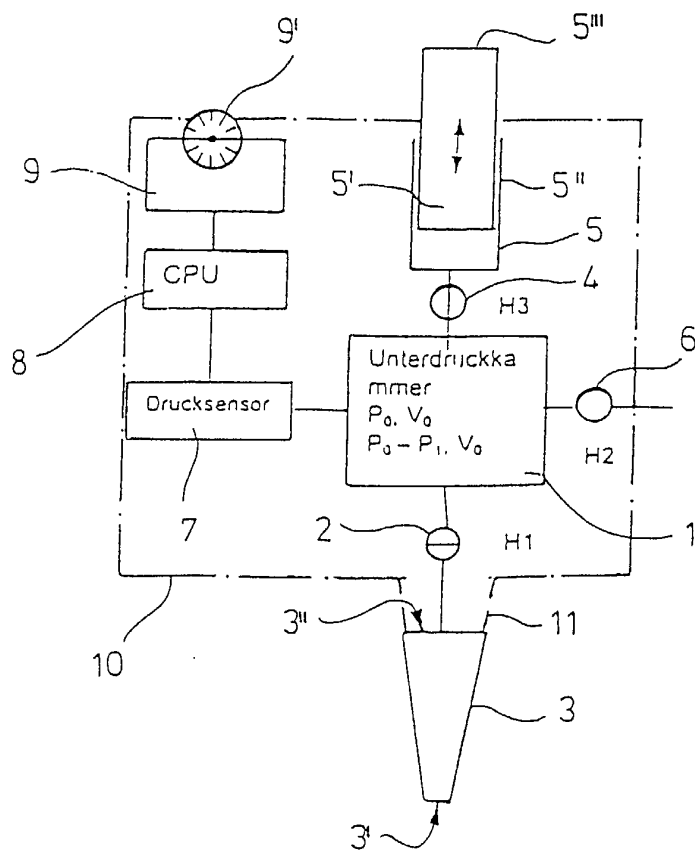 9'
5'''
9
5'
5''
5
CPU
4
H3
8
6
Unterdruckka
mmer
P₀, V₀
P₀ – P₁, V₀
Drucksensor
H2
7
2
H1
1
3''
11
10
3
3'